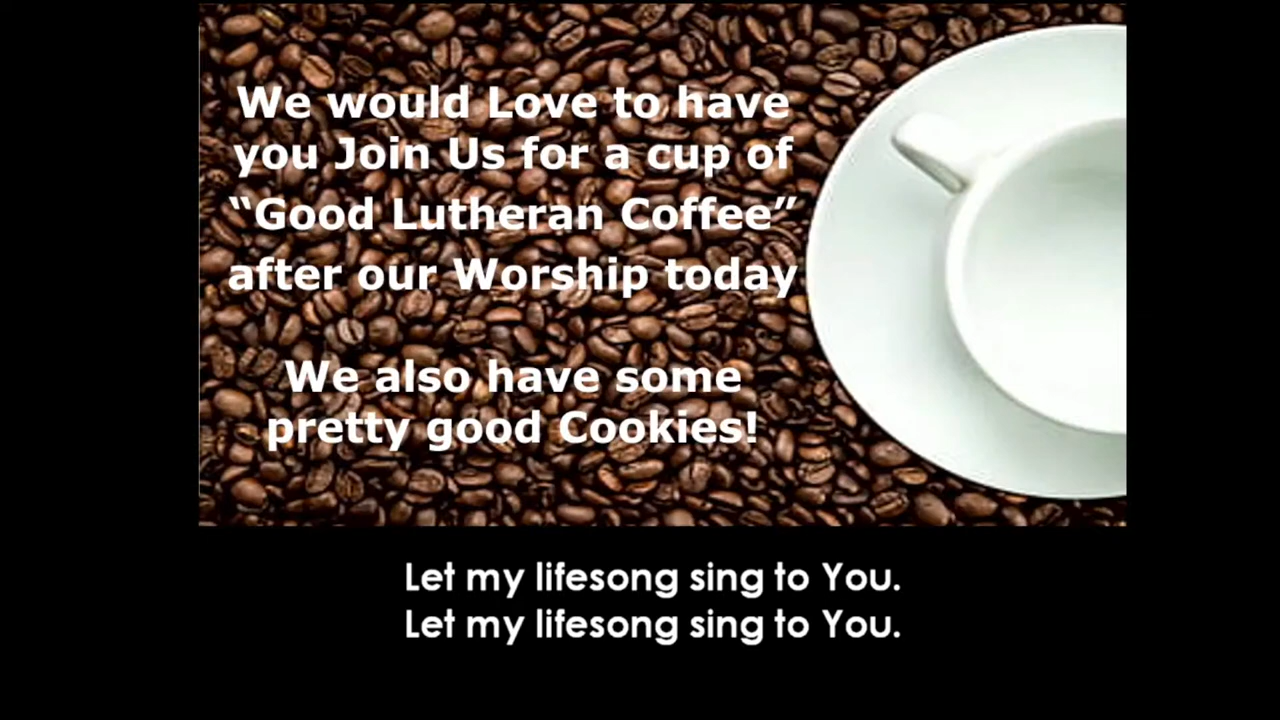 We would Love to have
you Join Us for a cup of
“Good Lutheran Coffee”
after our Worship today
We also have some
pretty good Cookies!
Let my lifesong sing to You.
Let my lifesong sing to You.